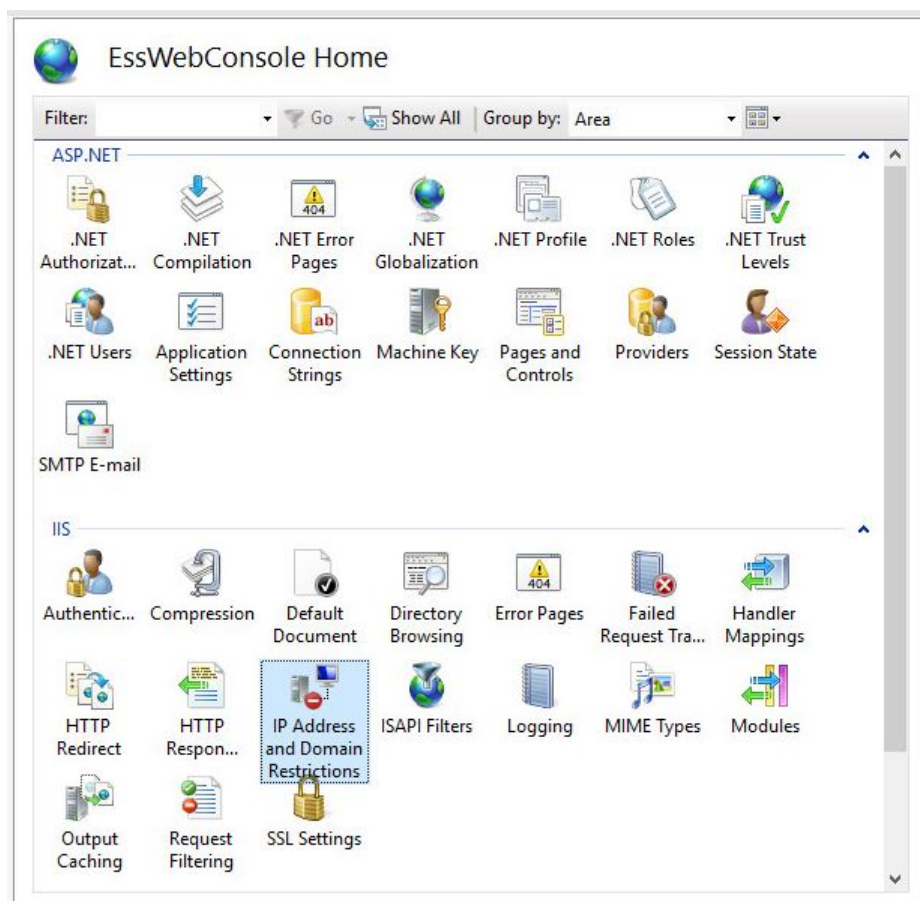 EssWebConsole Home
Filter: Go Show All Group by: Area
ASP.NET
.NET Authorizat...
.NET Compilation
404
.NET Error Pages
.NET Globalization
.NET Profile
.NET Roles
.NET Trust Levels
.NET Users
Application Settings
ab
Connection Strings
Machine Key
Pages and Controls
Providers
Session State
SMTP E-mail
IIS
Authentic...
Compression
Default Document
Directory Browsing
404
Error Pages
Failed Request Tra...
Handler Mappings
HTTP Redirect
HTTP Respon...
IP Address and Domain Restrictions
ISAPI Filters
Logging
MIME Types
Modules
Output Caching
Request Filtering
SSL Settings